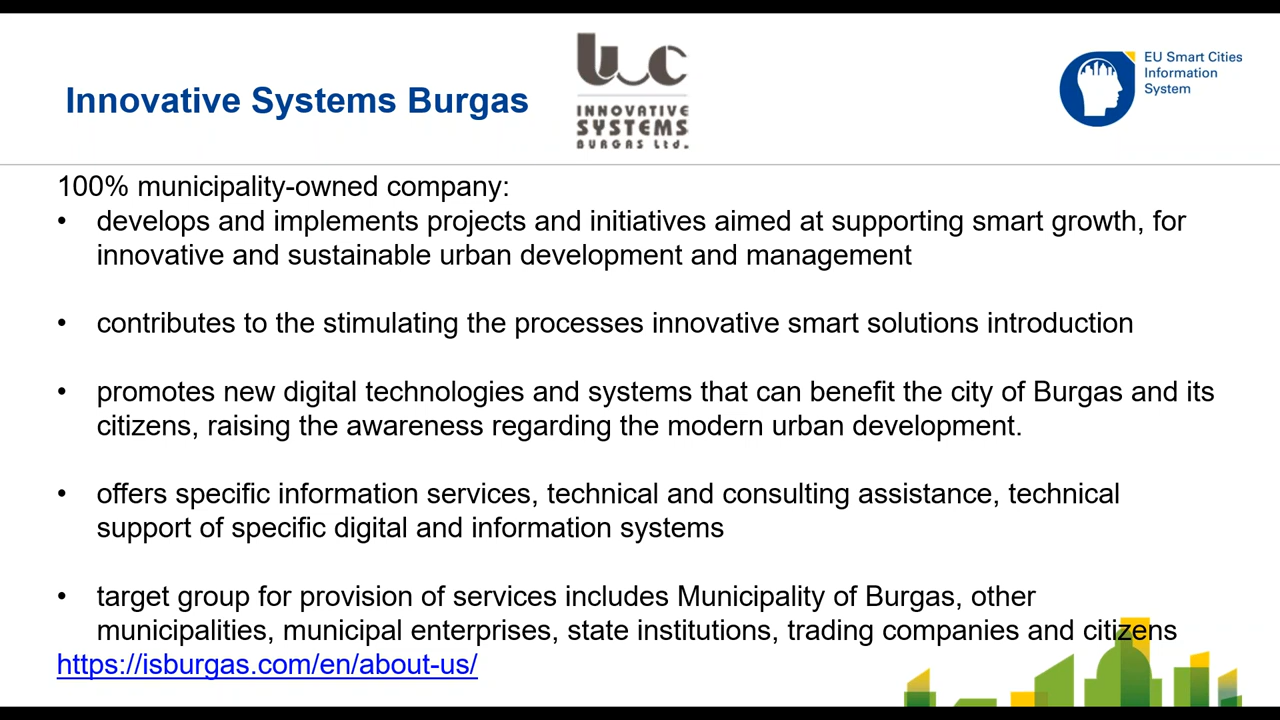 Innovative Systems Burgas
INNOVATIVE
SYSTEMS
BURGAS Ltd.
EU Smart Cities
Information
System
100% municipality-owned company:
• develops and implements projects and initiatives aimed at supporting smart growth, for
innovative and sustainable urban development and management
• contributes to the stimulating the processes innovative smart solutions introduction
• promotes new digital technologies and systems that can benefit the city of Burgas and its
citizens, raising the awareness regarding the modern urban development.
• offers specific information services, technical and consulting assistance, technical
support of specific digital and information systems
• target group for provision of services includes Municipality of Burgas, other
municipalities, municipal enterprises, state institutions, trading companies and citizens
https://isburgas.com/en/about-us/